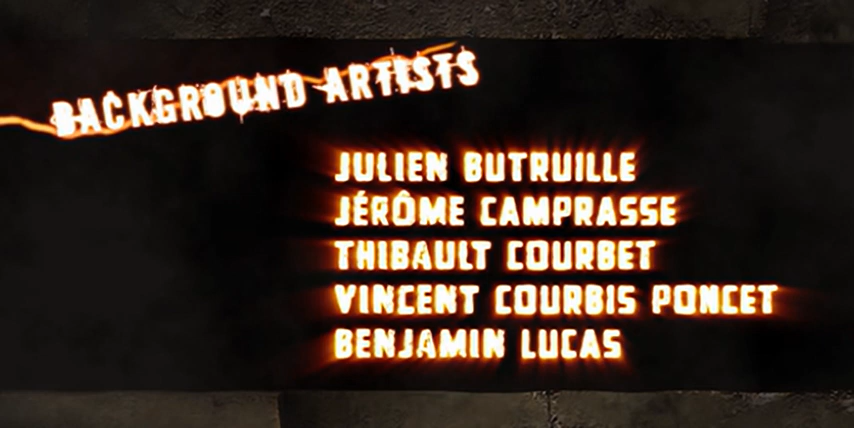 BACKGROUND ARTISTS
JULIEN BUTRUILLE
JÉRÔME CAMPRASSE
THIBAULT COURBET
VINCENT COURBIS PONCET
BENJAMIN LUCAS